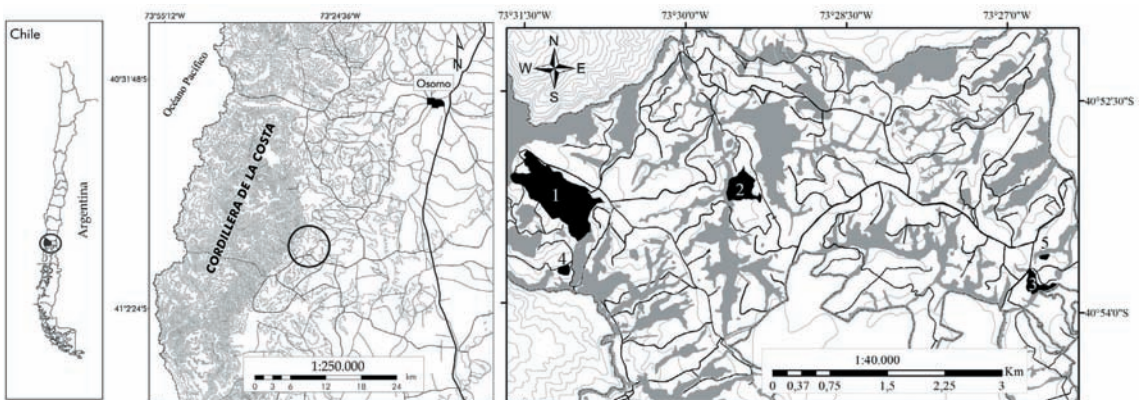 Chile
Argentina
73°55'12"W
73°24'36"W
40°31'48"S
41°2'24"S
Océano Pacífico
CORDILLERA DE LA COSTA
Osorno
N
1:250.000
0 3 6 12 18 24 km
73°31'30"W
73°30'0"W
73°28'30"W
73°27'0"W
N
W E
S
40°52'30"S
40°54'0"S
1
2
5
4
3
1:40.000
Km
0 0,37 0,75 1,5 2,25 3